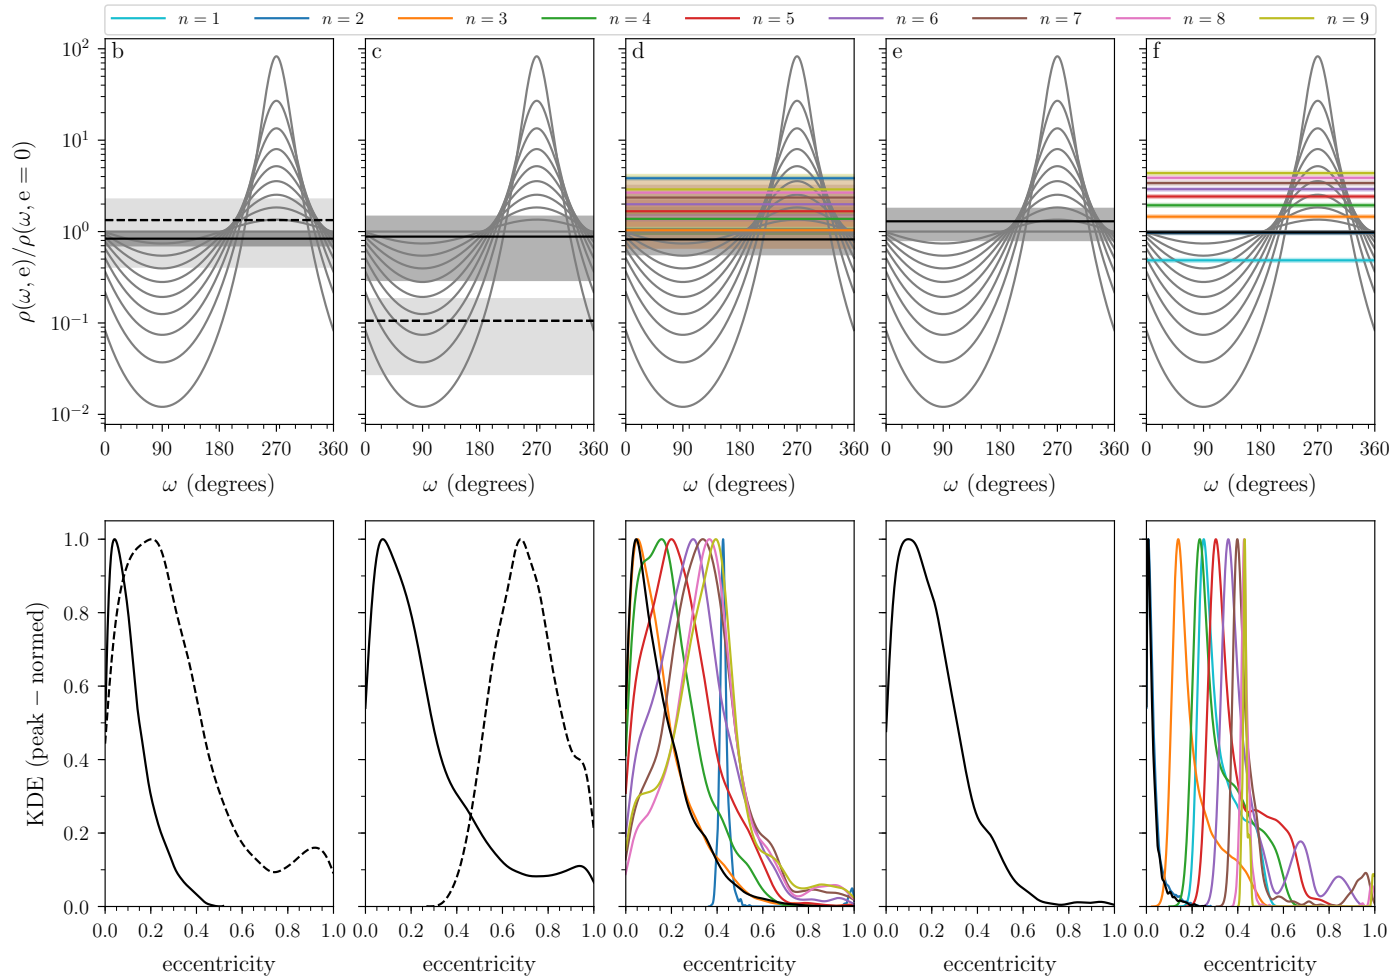 n = 1 n = 2 n = 3 n = 4 n = 5 n = 6 n = 7 n = 8 n = 9
b c d e f
ρ(ω, e)/ρ(ω, e = 0)
10² 10¹ 10⁰ 10⁻¹ 10⁻²
0 90 180 270 360 0 90 180 270 360 0 90 180 270 360 0 90 180 270 360 0 90 180 270 360
ω (degrees) ω (degrees) ω (degrees) ω (degrees) ω (degrees)
KDE (peak − normed)
1.0
0.8
0.6
0.4
0.2
0.0
0.0 0.2 0.4 0.6 0.8 1.0 0.0 0.2 0.4 0.6 0.8 1.0 0.0 0.2 0.4 0.6 0.8 1.0 0.0 0.2 0.4 0.6 0.8 1.0 0.0 0.2 0.4 0.6 0.8 1.0
eccentricity eccentricity eccentricity eccentricity eccentricity